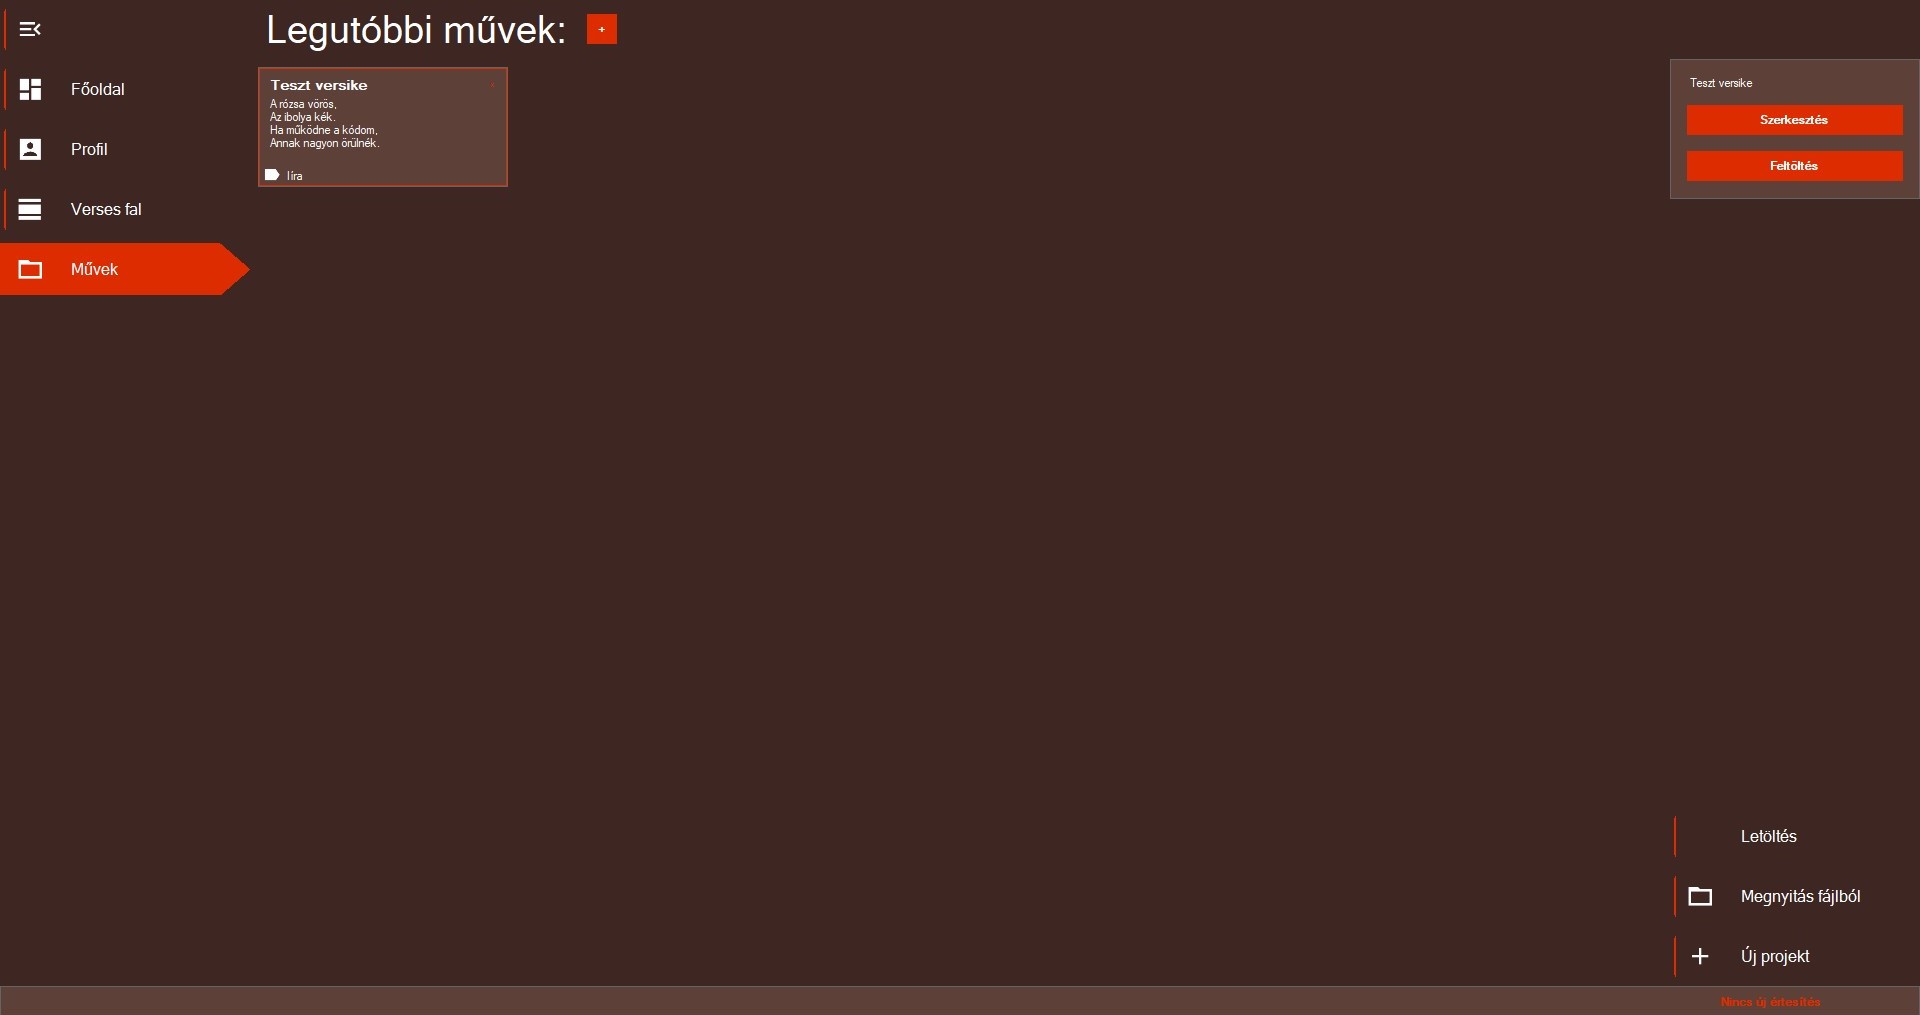 Legutóbbi művek:
+
Főoldal
Profil
Verses fal
Művek
Teszt versike
A rózsa vörös,
Az ibolya kék.
Ha működne a kódom,
Annak nagyon örülnék.
líra
Teszt versike
Szerkesztés
Feltöltés
Letöltés
Megnyitás fájlból
Új projekt
Nincs új értesítés